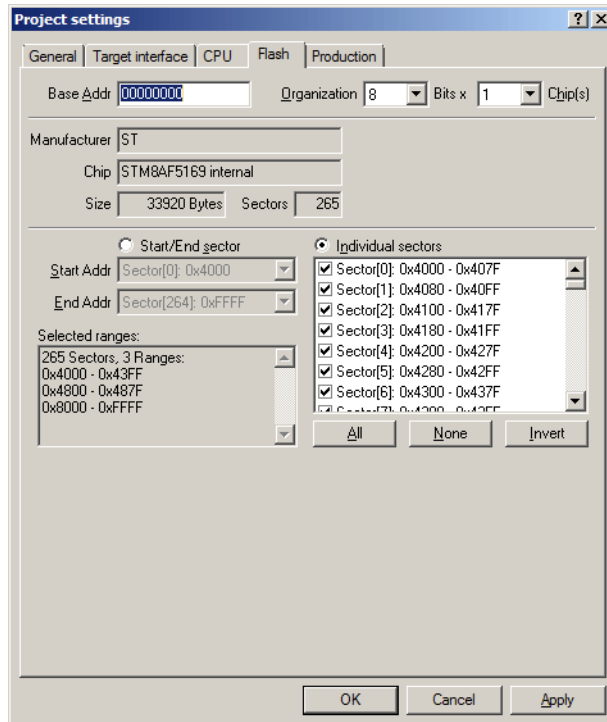 Project settings
General Target interface CPU Flash Production
Base Addr 00000000 Organization 8 Bits x 1 Chip(s)
Manufacturer ST
Chip STM8AF5169 internal
Size 33920 Bytes Sectors 265
Start/End sector Individual sectors
Start Addr Sector[0]: 0x4000
End Addr Sector[264]: 0xFFFF
Selected ranges:
265 Sectors, 3 Ranges:
0x4000 - 0x43FF
0x4800 - 0x487F
0x8000 - 0xFFFF
Sector[0]: 0x4000 - 0x407F
Sector[1]: 0x4080 - 0x40FF
Sector[2]: 0x4100 - 0x417F
Sector[3]: 0x4180 - 0x41FF
Sector[4]: 0x4200 - 0x427F
Sector[5]: 0x4280 - 0x42FF
Sector[6]: 0x4300 - 0x437F
All None Invert
OK Cancel Apply